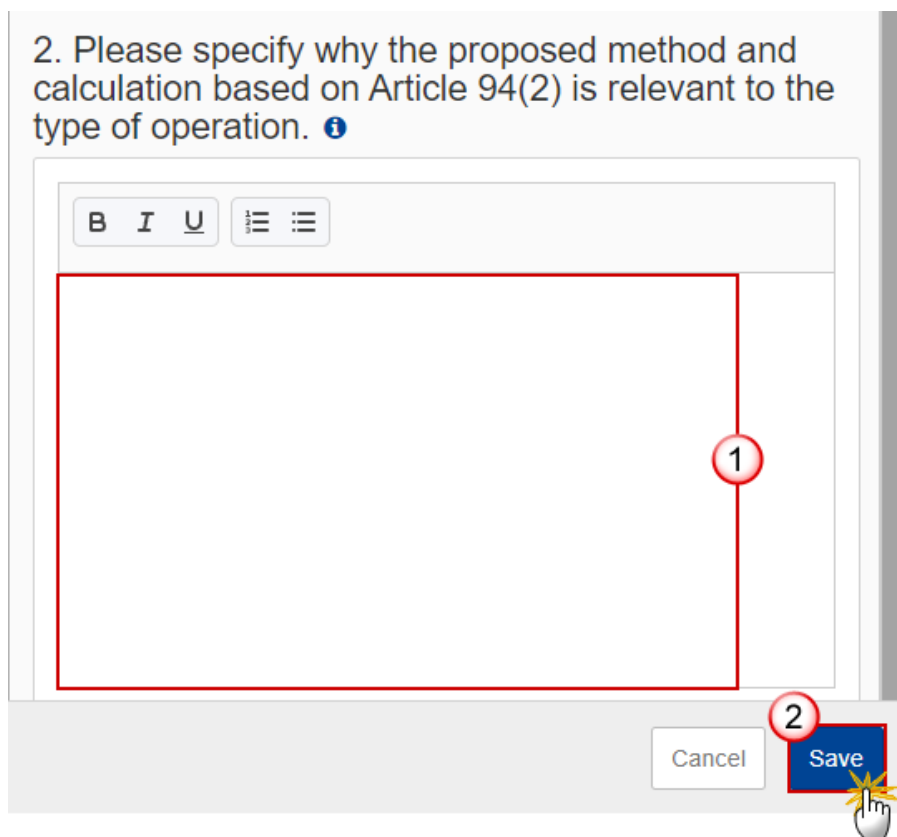 2. Please specify why the proposed method and
calculation based on Article 94(2) is relevant to the
type of operation.
B I U
1
2
Cancel
Save